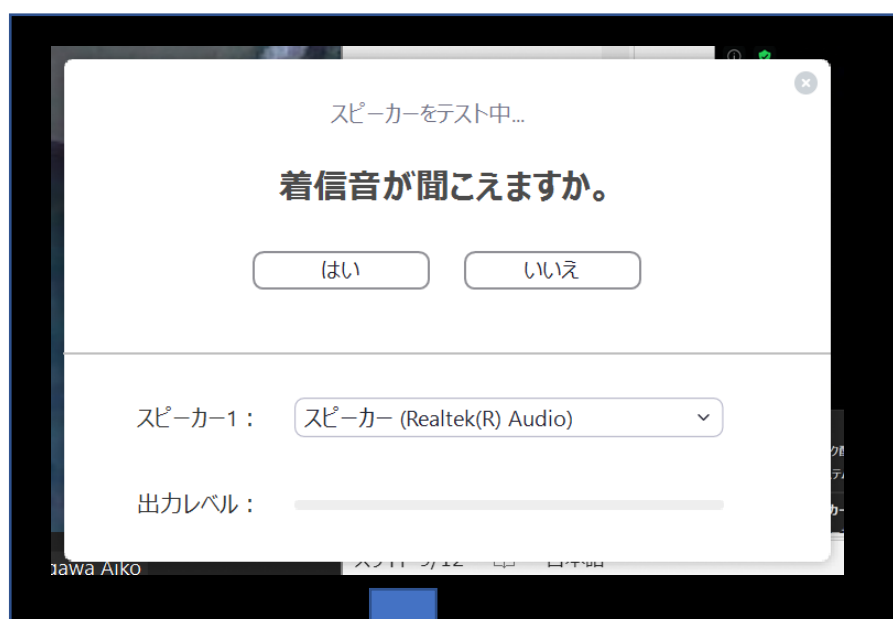 スピーカーをテスト中...
着信音が聞こえますか。
はい
いいえ
スピーカー1：
スピーカー (Realtek(R) Audio)
出力レベル：
gawa Aiko